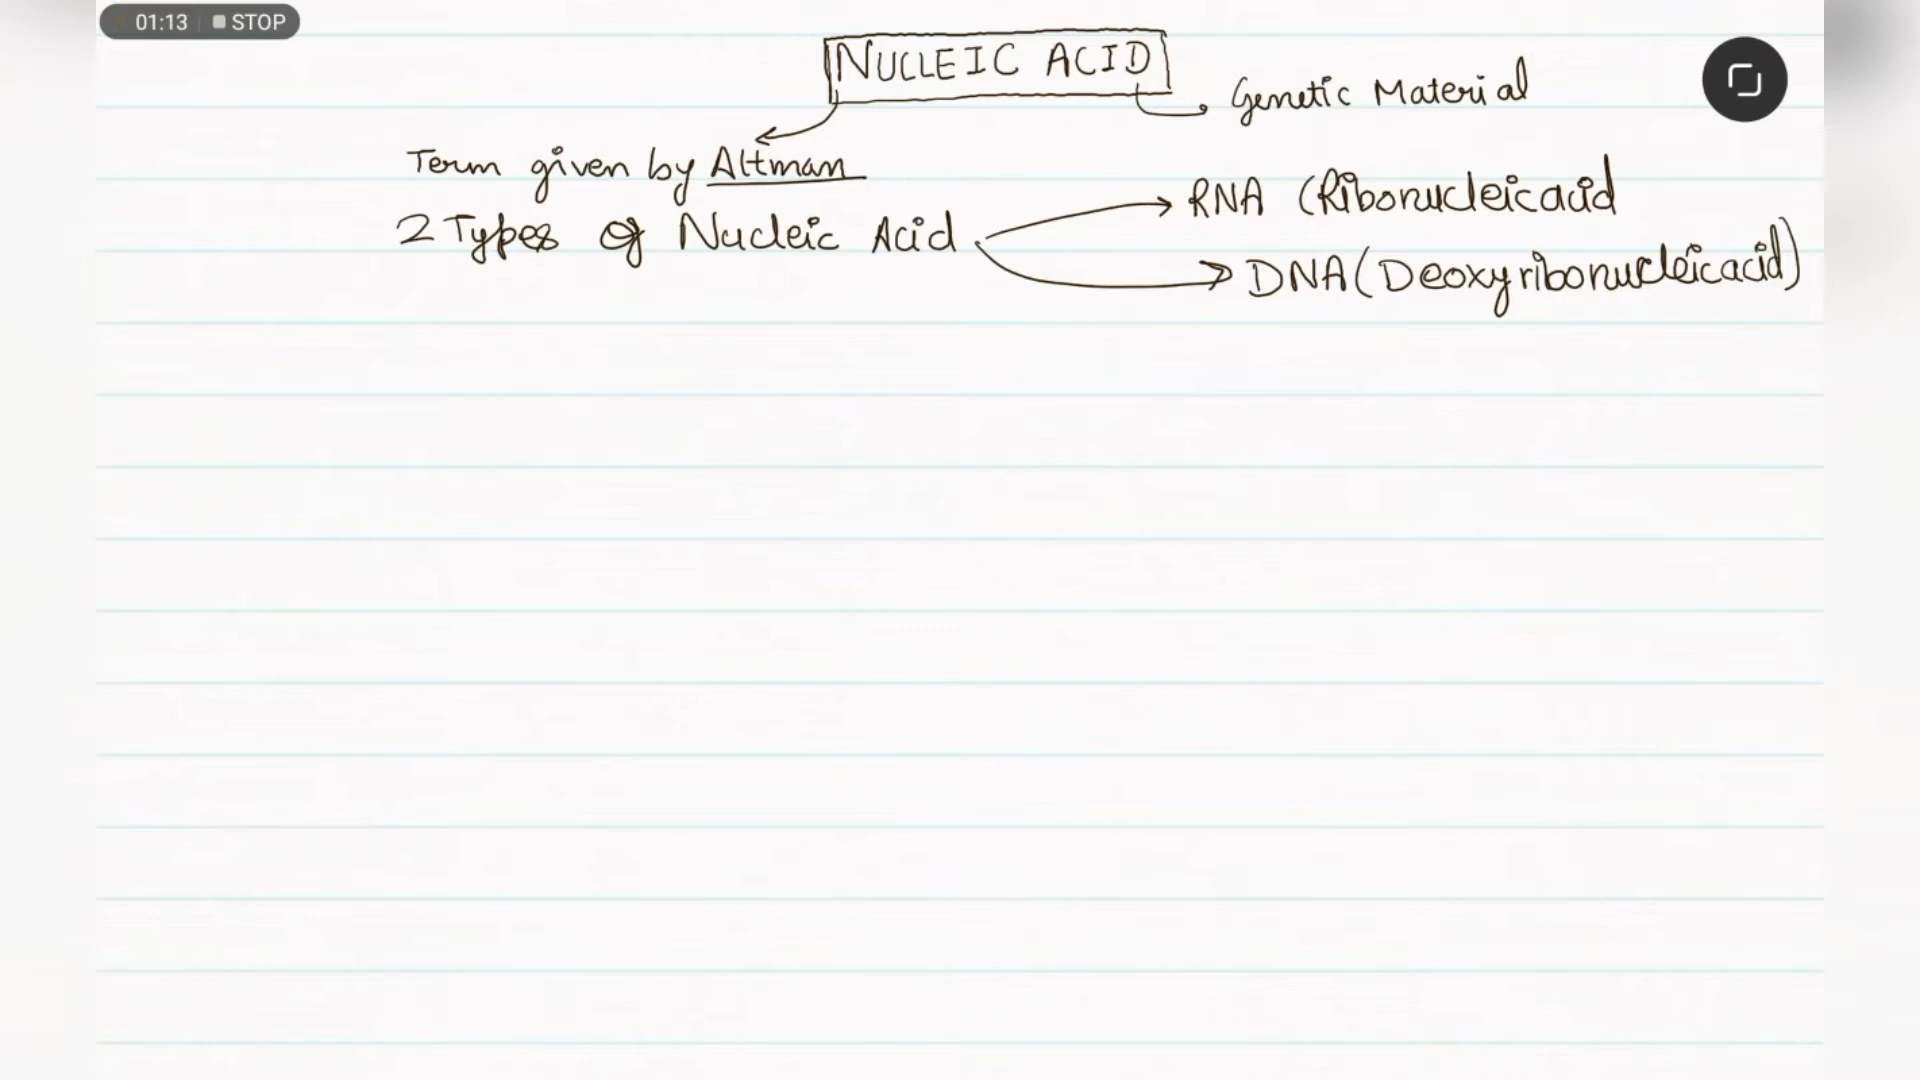 01:13 STOP
NUCLEIC ACID
Genetic Material
Term given by Altman
2 Types of Nucleic Acid
RNA (Ribonucleicacid
DNA (Deoxyribonucleicacid)